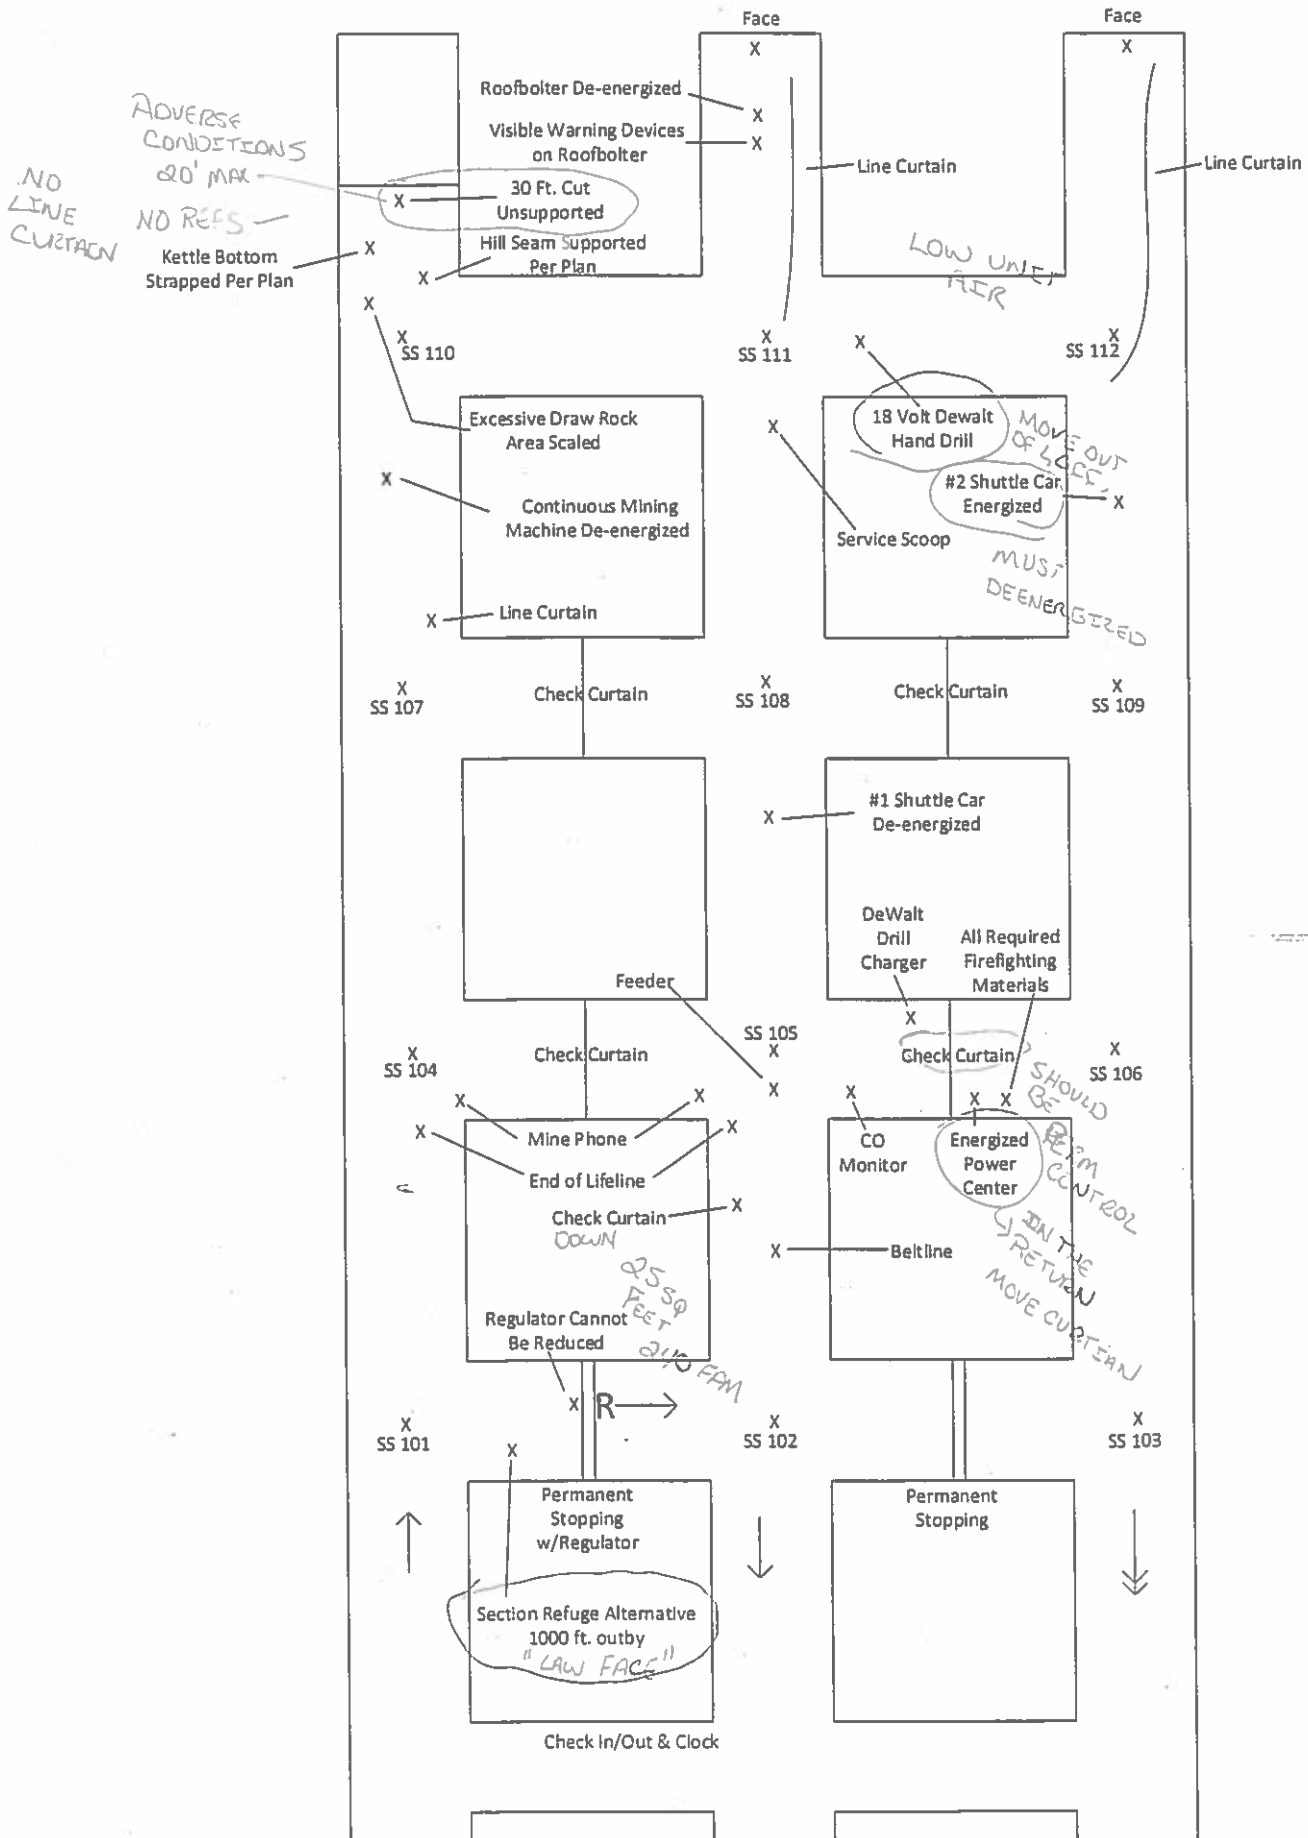 Face
Face
X
X
Roofbolter De-energized
X
Visible Warning Devices
on Roofbolter
X
Line Curtain
Line Curtain
ADVERSE
CONDITIONS
20' MAX
NO
LINE
CURTAIN
NO REFS
X
30 Ft. Cut
Unsupported
Kettle Bottom
Strapped Per Plan
X
Hill Seam Supported
Per Plan
X
LOW UNIT
AIR
X
X
SS 110
X
SS 111
X
X
SS 112
Excessive Draw Rock
Area Scaled
X
18 Volt Dewalt
Hand Drill
MOVE OUT
OF
X
Continuous Mining
Machine De-energized
#2 Shuttle Car
Energized
X
Service Scoop
MUST
DEENERGIZED
X
Line Curtain
X
SS 107
Check Curtain
X
SS 108
Check Curtain
X
SS 109
X
#1 Shuttle Car
De-energized
DeWalt
Drill
Charger
All Required
Firefighting
Materials
Feeder
X
X
SS 104
Check Curtain
SS 105
X
Check Curtain
X
SS 106
SHOULD
BE
PERM
CONTROL
X
X
X
X
X
X
X
Mine Phone
X
X
End of Lifeline
CO
Monitor
Energized
Power
Center
Check Curtain
X
DOWN
IN THE
RETURN
MOVE CURTIAN
X
Beltline
25 SQ
FEET
240 FPM
Regulator Cannot
Be Reduced
X
R
X
SS 101
X
X
SS 102
X
SS 103
Permanent
Stopping
w/Regulator
Permanent
Stopping
Section Refuge Alternative
1000 ft. outby
"LAW FACE"
Check In/Out & Clock